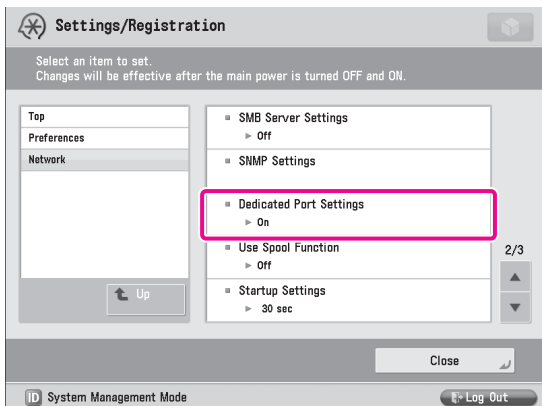 Settings/Registration
Select an item to set.
Changes will be effective after the main power is turned OFF and ON.
Top
Preferences
Network
Up
SMB Server Settings
► Off
SNMP Settings
Dedicated Port Settings
► On
Use Spool Function
► Off
Startup Settings
► 30 sec
2/3
Close
ID System Management Mode
Log Out